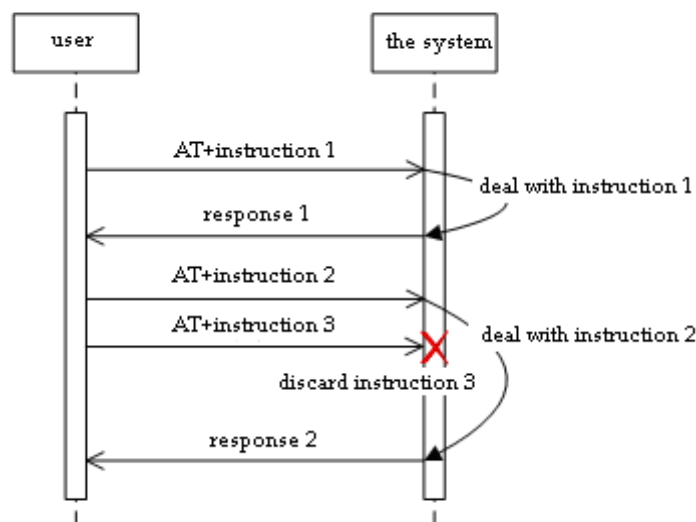 user
the system
AT+instruction 1
deal with instruction 1
response 1
AT+instruction 2
AT+instruction 3
deal with instruction 2
discard instruction 3
response 2